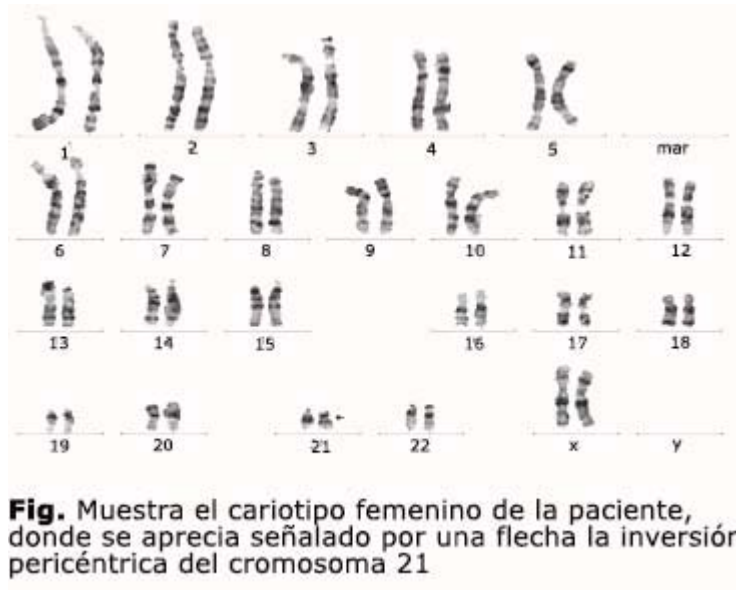 1 2 3 4 5 mar
6 7 8 9 10 11 12
13 14 15 16 17 18
19 20 21 22 x y
Fig. Muestra el cariotipo femenino de la paciente,
donde se aprecia señalado por una flecha la inversión
pericéntrica del cromosoma 21